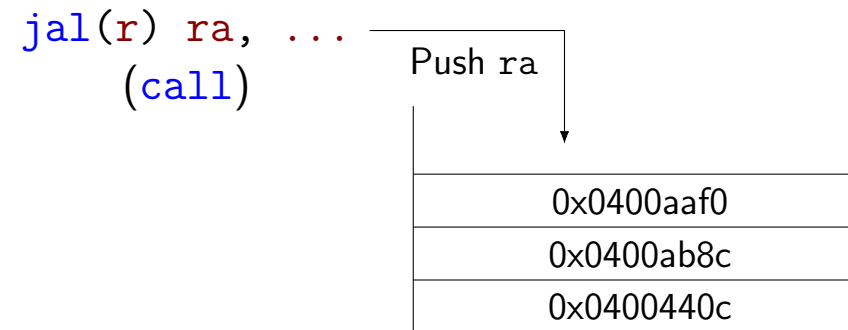 jal(r) ra, ...
(call)
Push ra
0x0400aaf0
0x0400ab8c
0x0400440c